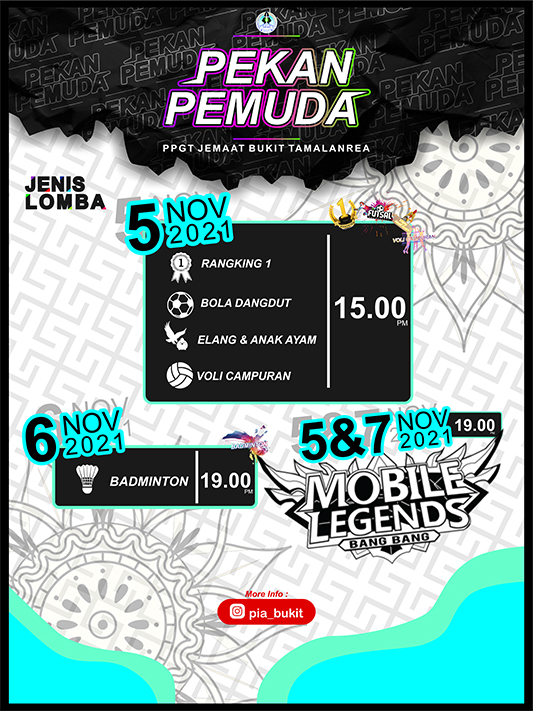 PEKAN
PEMUDA
PPGT JEMAAT BUKIT TAMALANREA
JENIS
LOMBA
5 NOV
2021
FUTSAL
RANGKING 1
BOLA DANGDUT
ELANG & ANAK AYAM
VOLI CAMPURAN
15.00
PM
6 NOV
2021
BADMINTON
19.00
PM
5&7 NOV
2021
19.00
PM
MOBILE
LEGENDS
BANG BANG
More Info :
pia_bukit